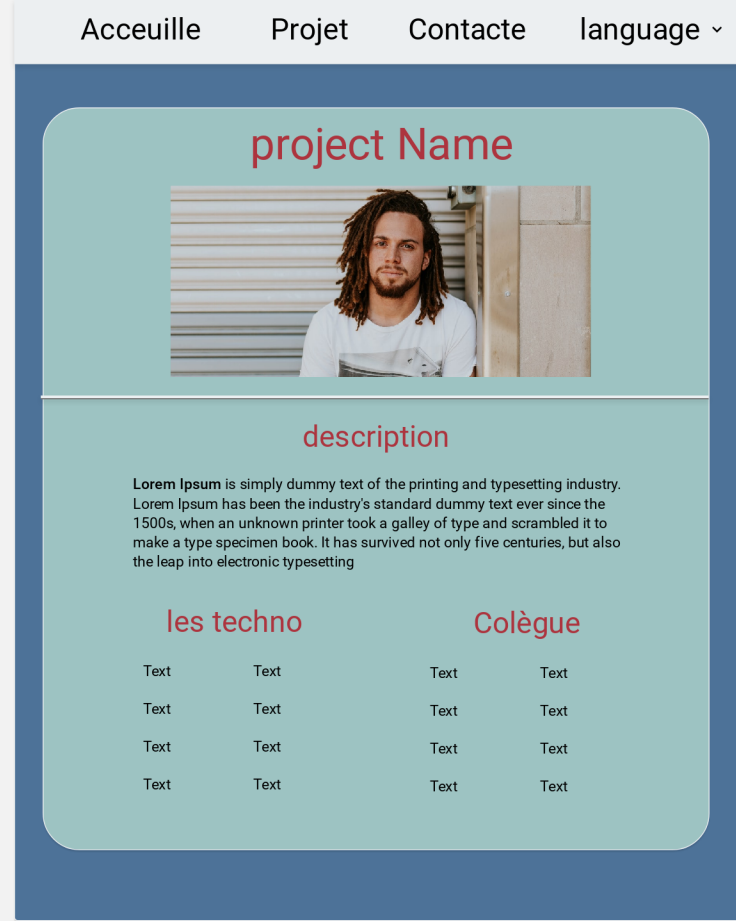 Acceuille Projet Contacte language
project Name
description
Lorem Ipsum is simply dummy text of the printing and typesetting industry.
Lorem Ipsum has been the industry's standard dummy text ever since the
1500s, when an unknown printer took a galley of type and scrambled it to
make a type specimen book. It has survived not only five centuries, but also
the leap into electronic typesetting
les techno Colègue
Text Text Text Text
Text Text Text Text
Text Text Text Text
Text Text Text Text